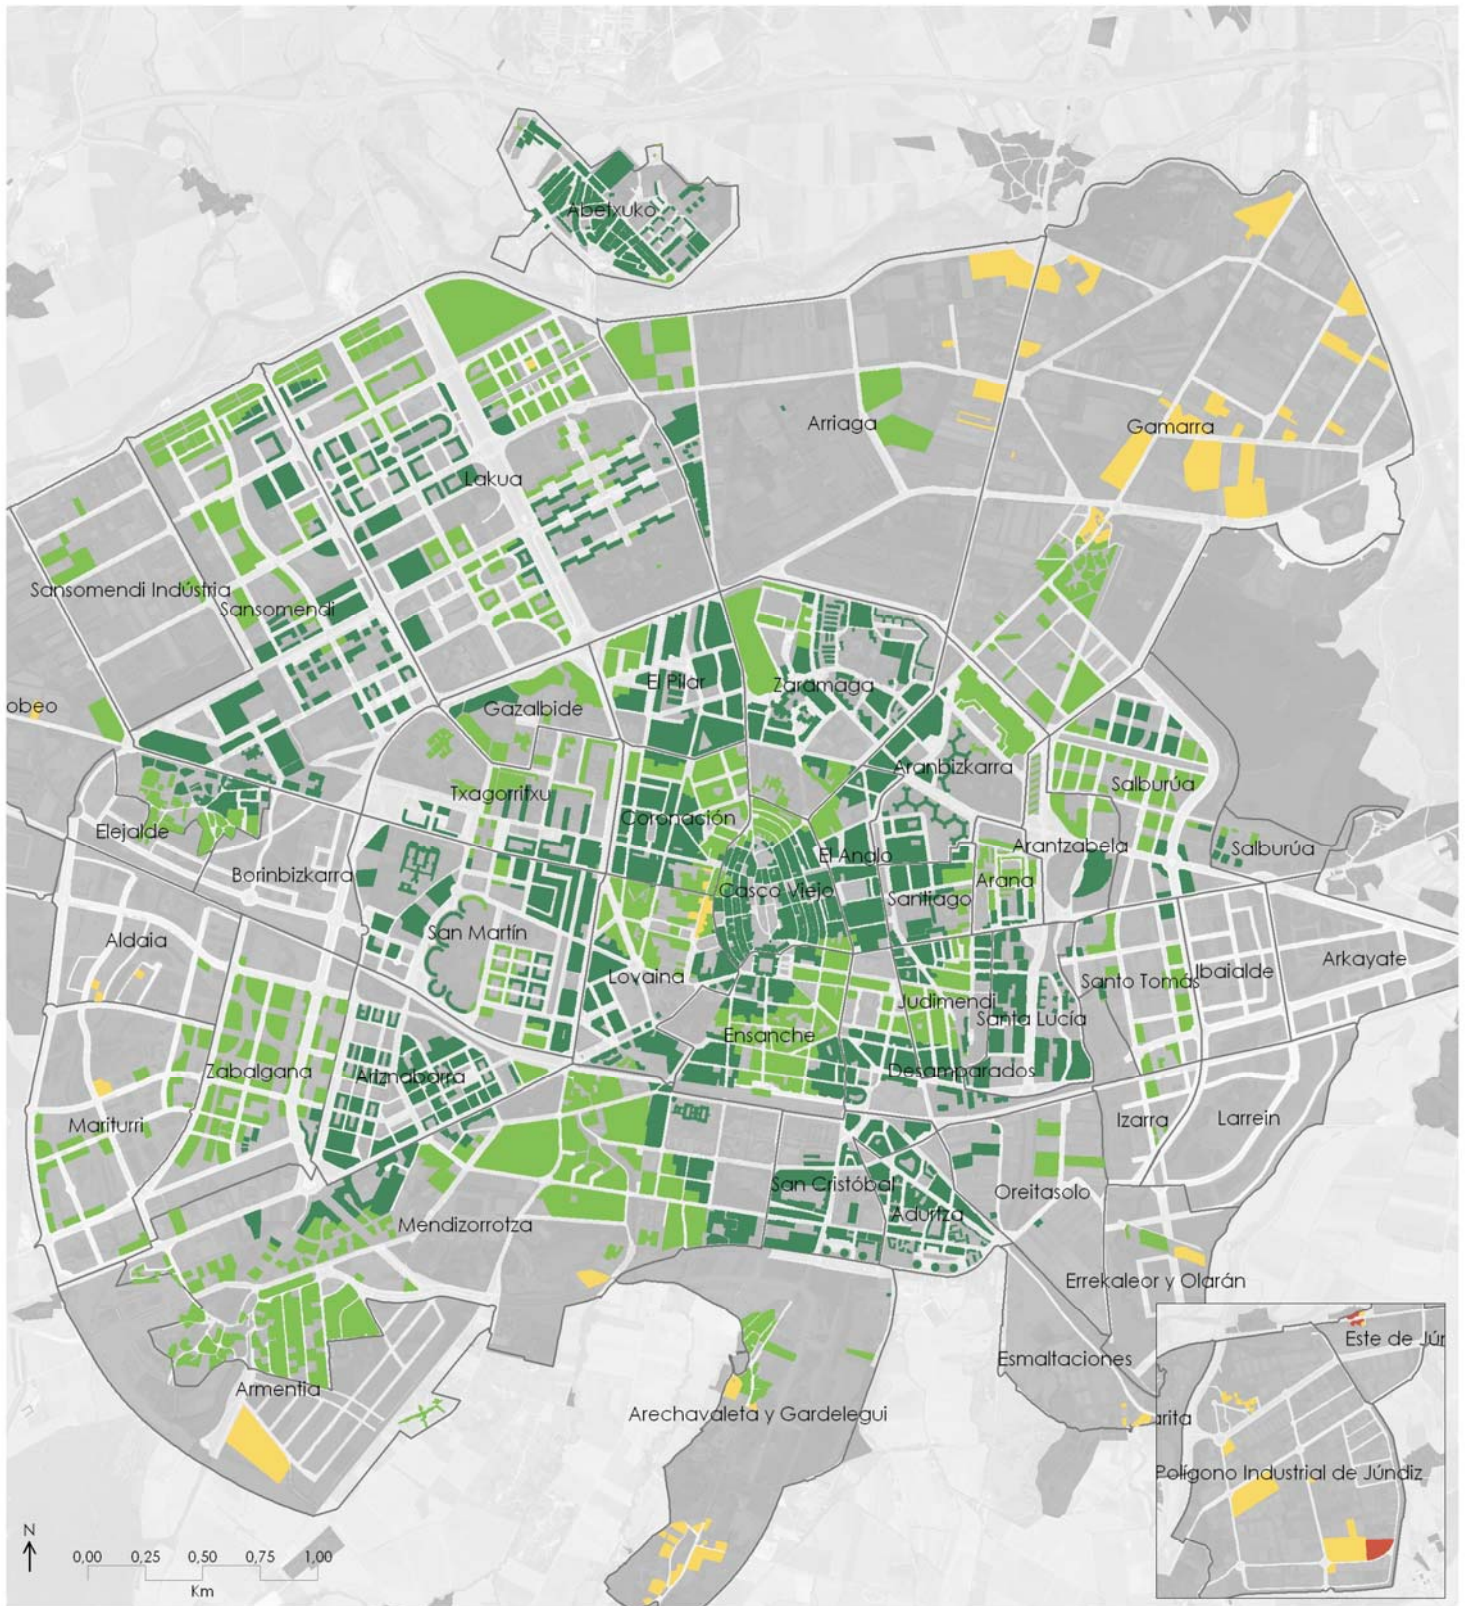 Abetxuko
Arriaga
Gamarra
Lakua
Sansomendi Indústria
Sansomendi
El Pilar
Zaramaga
obeo
Gazalbide
Aranbizkarra
Txagorritxu
Salburúa
Coronación
Elejalde
Arantzabela
Salburúa
El Anglo
Borinbizkarra
Casco Viejo
Santiago
Arana
San Martín
Aldaia
Arkayate
Lovaina
Santo Tomás
Ibaialde
Judimendi
Santa Lucía
Ensanche
Zabalgana
Ariznabarra
Desamparados
Mariturri
Izarra
Larrein
San Cristóbal
Oreitasolo
Adurtza
Mendizorrotza
Errekaleor y Olarán
Este de Jún
Esmaltaciones
Armentia
Arechavaleta y Gardelegui
arita
Polígono Industrial de Júndiz
N
0,00 0,25 0,50 0,75 1,00
Km